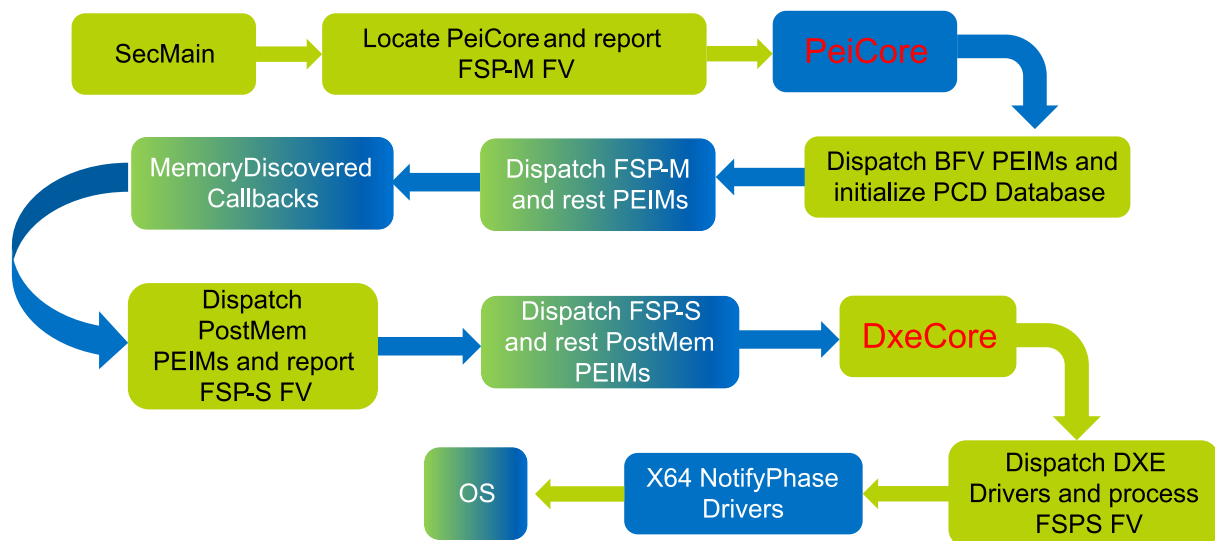 SecMain
Locate PeiCore and report
FSP-M FV
PeiCore
MemoryDiscovered
Callbacks
Dispatch FSP-M
and rest PEIMs
Dispatch BFV PEIMs and
initialize PCD Database
Dispatch
PostMem
PEIMs and report
FSP-S FV
Dispatch FSP-S
and rest PostMem
PEIMs
DxeCore
OS
X64 NotifyPhase
Drivers
Dispatch DXE
Drivers and process
FSPS FV